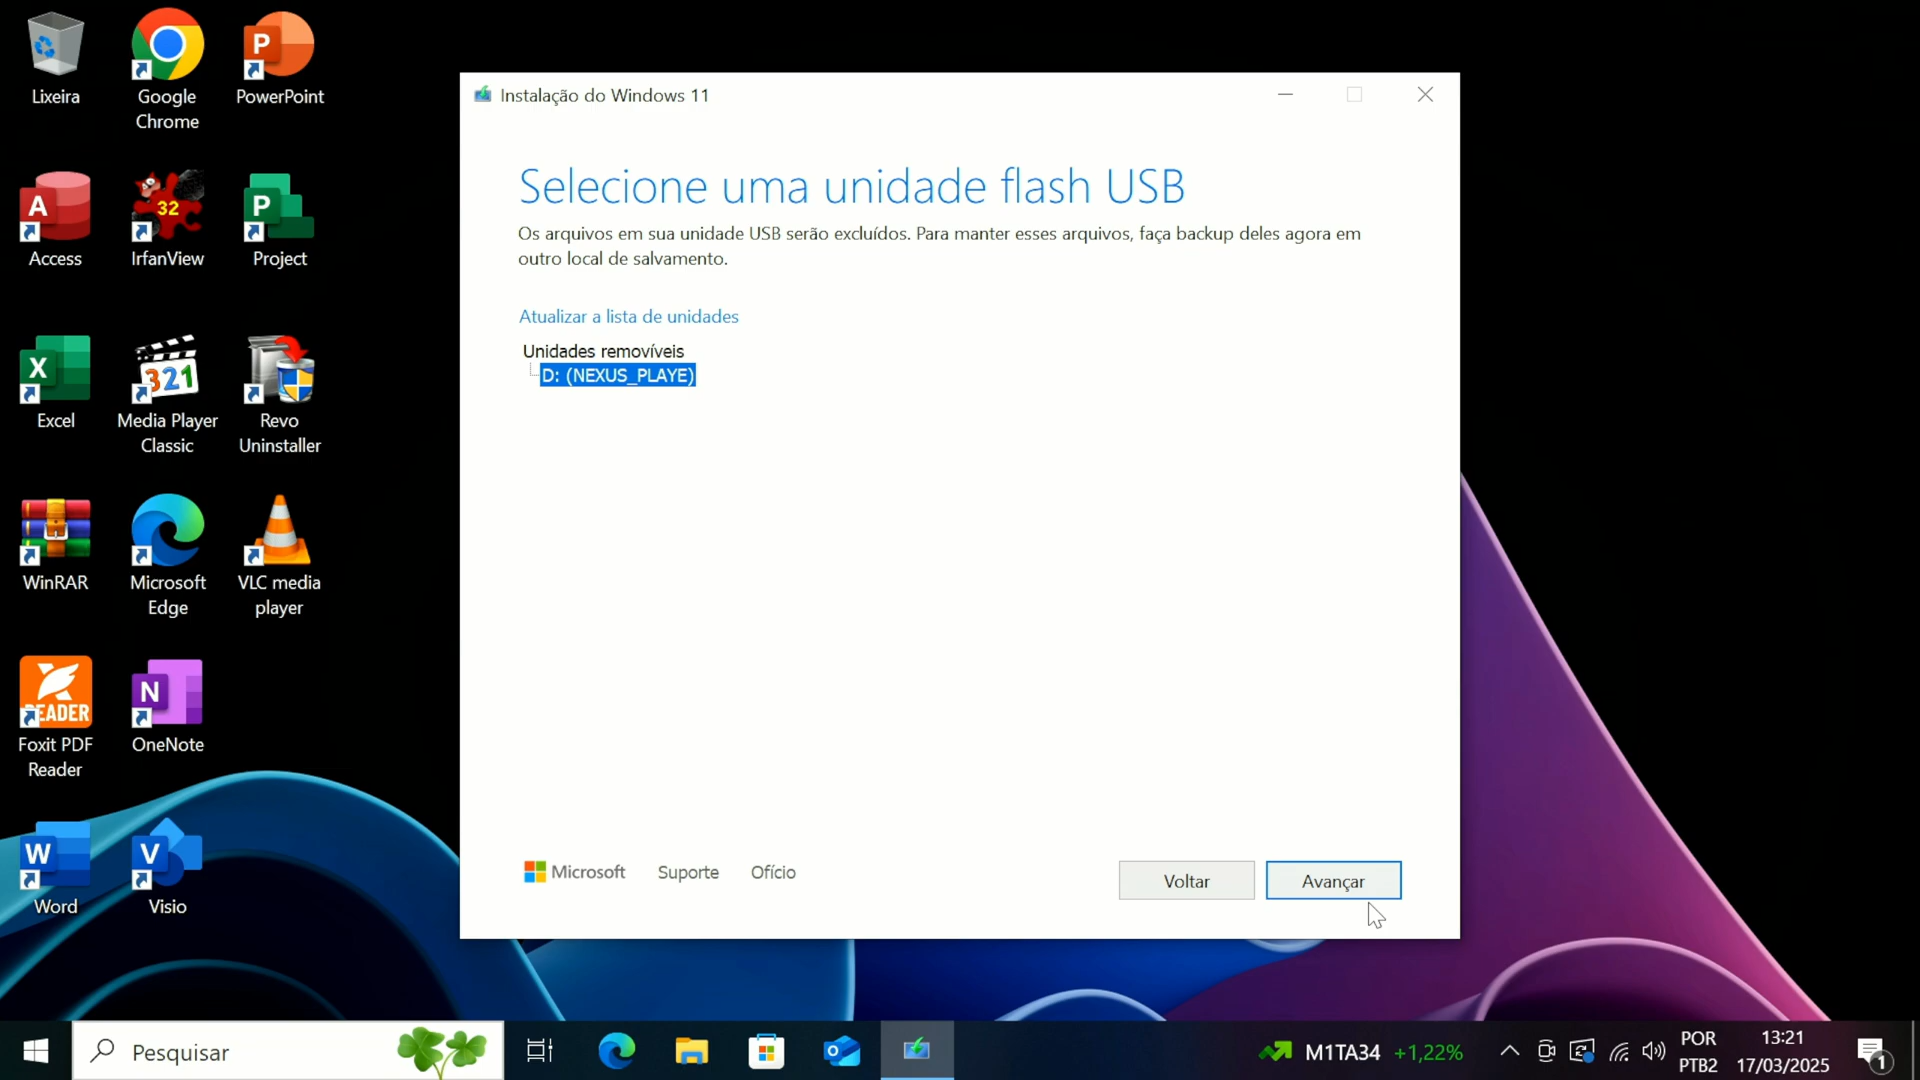 Lixeira
Google
Chrome
PowerPoint
Access
IrfanView
Project
Excel
Media Player
Classic
Revo
Uninstaller
WinRAR
Microsoft
Edge
VLC media
player
Foxit PDF
Reader
OneNote
Word
Visio
P
A
32
P
X
321
READER
N
W
V
Instalação do Windows 11
Selecione uma unidade flash USB
Os arquivos em sua unidade USB serão excluídos. Para manter esses arquivos, faça backup deles agora em
outro local de salvamento.
Atualizar a lista de unidades
Unidades removíveis
D: (NEXUS_PLAYE)
Microsoft
Suporte
Ofício
Voltar
Avançar
Pesquisar
M1TA34 +1,22%
POR
PTB2
13:21
17/03/2025
1